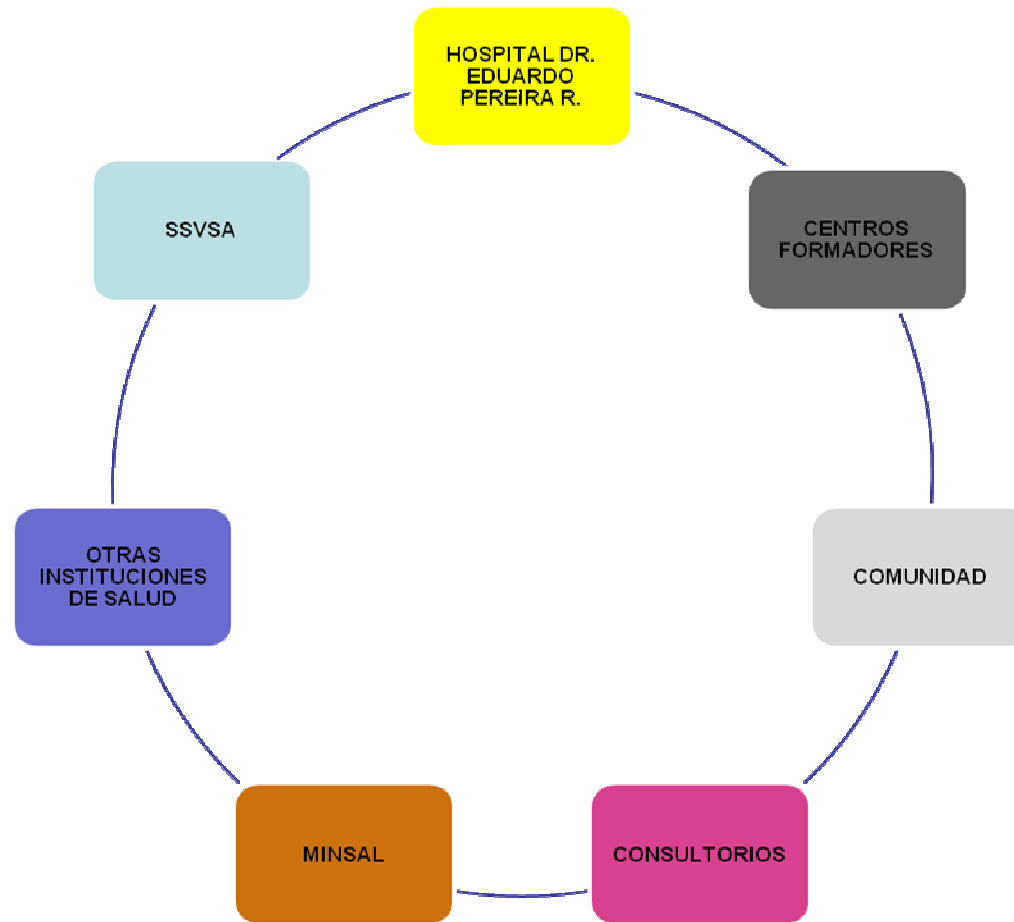 HOSPITAL DR.
EDUARDO
PEREIRA R.
CENTROS
FORMADORES
COMUNIDAD
CONSULTORIOS
MINSAL
OTRAS
INSTITUCIONES
DE SALUD
SSVSA